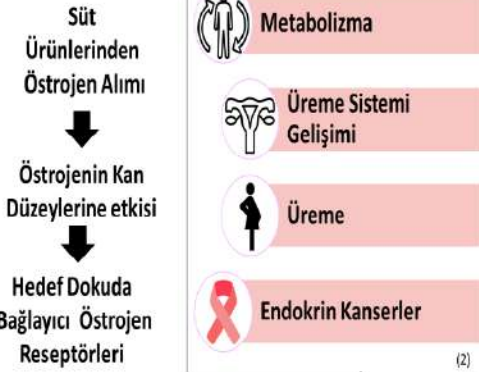 Süt
Ürünlerinden
Östrojen Alımı
Östrojenin Kan
Düzeylerine etkisi
Hedef Dokuda
Bağlayıcı Östrojen
Reseptörleri
Metabolizma
Üreme Sistemi
Gelişimi
Üreme
Endokrin Kanserler
(2)